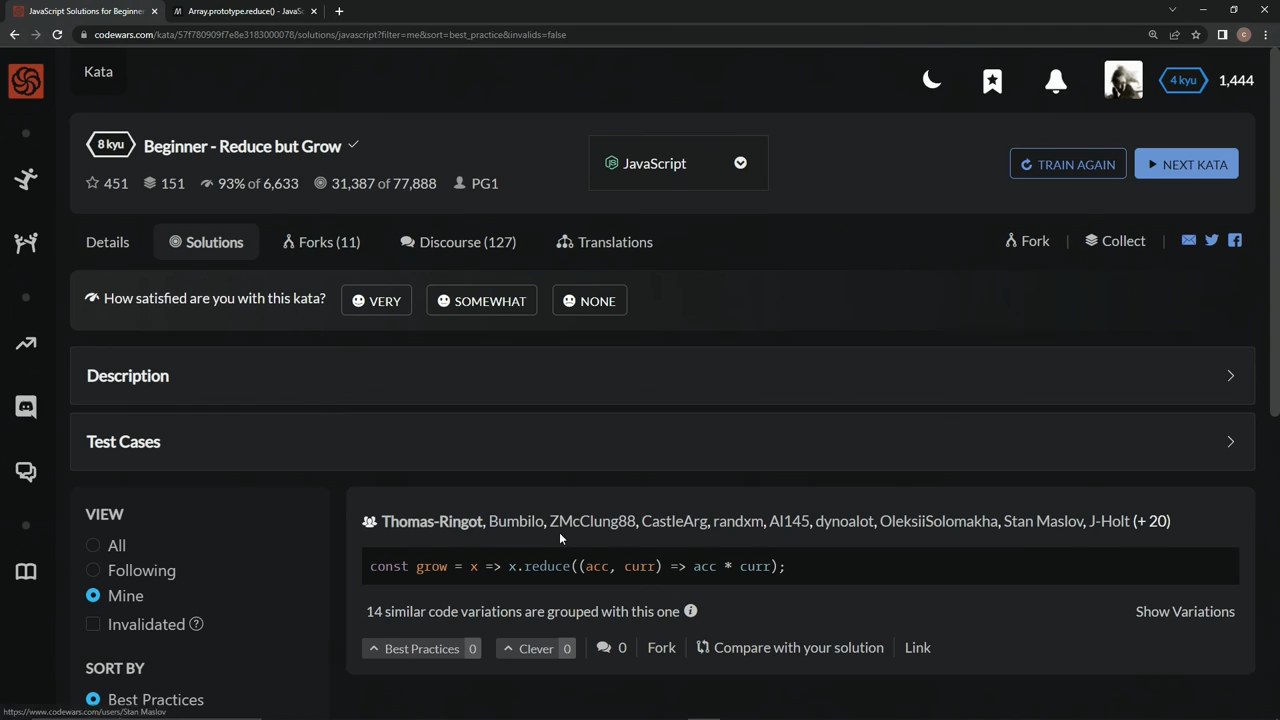 JavaScript Solutions for Beginner
Array.prototype.reduce() - JavaSc
codewars.com/kata/57f780909f7e8e3183000078/solutions/javascript?filter=me&sort=best_practice&invalids=false
C
Kata
4 kyu
1,444
8 kyu
Beginner - Reduce but Grow
JavaScript
TRAIN AGAIN
NEXT KATA
451 151 93% of 6,633 31,387 of 77,888 PG1
Details Solutions Forks (11) Discourse (127) Translations Fork | Collect |
How satisfied are you with this kata? VERY SOMEWHAT NONE
Description
Test Cases
VIEW
All
Following
Mine
Invalidated
SORT BY
Best Practices
Thomas-Ringot, Bumbilo, ZMcClung88, CastleArg, randxm, Al145, dynoalot, OleksiiSolomakha, Stan Maslov, J-Holt (+ 20)
const grow = x => x.reduce((acc, curr) => acc * curr);
14 similar code variations are grouped with this one Show Variations
Best Practices 0 Clever 0 0 Fork Compare with your solution Link
https://www.codewars.com/users/Stan Maslov